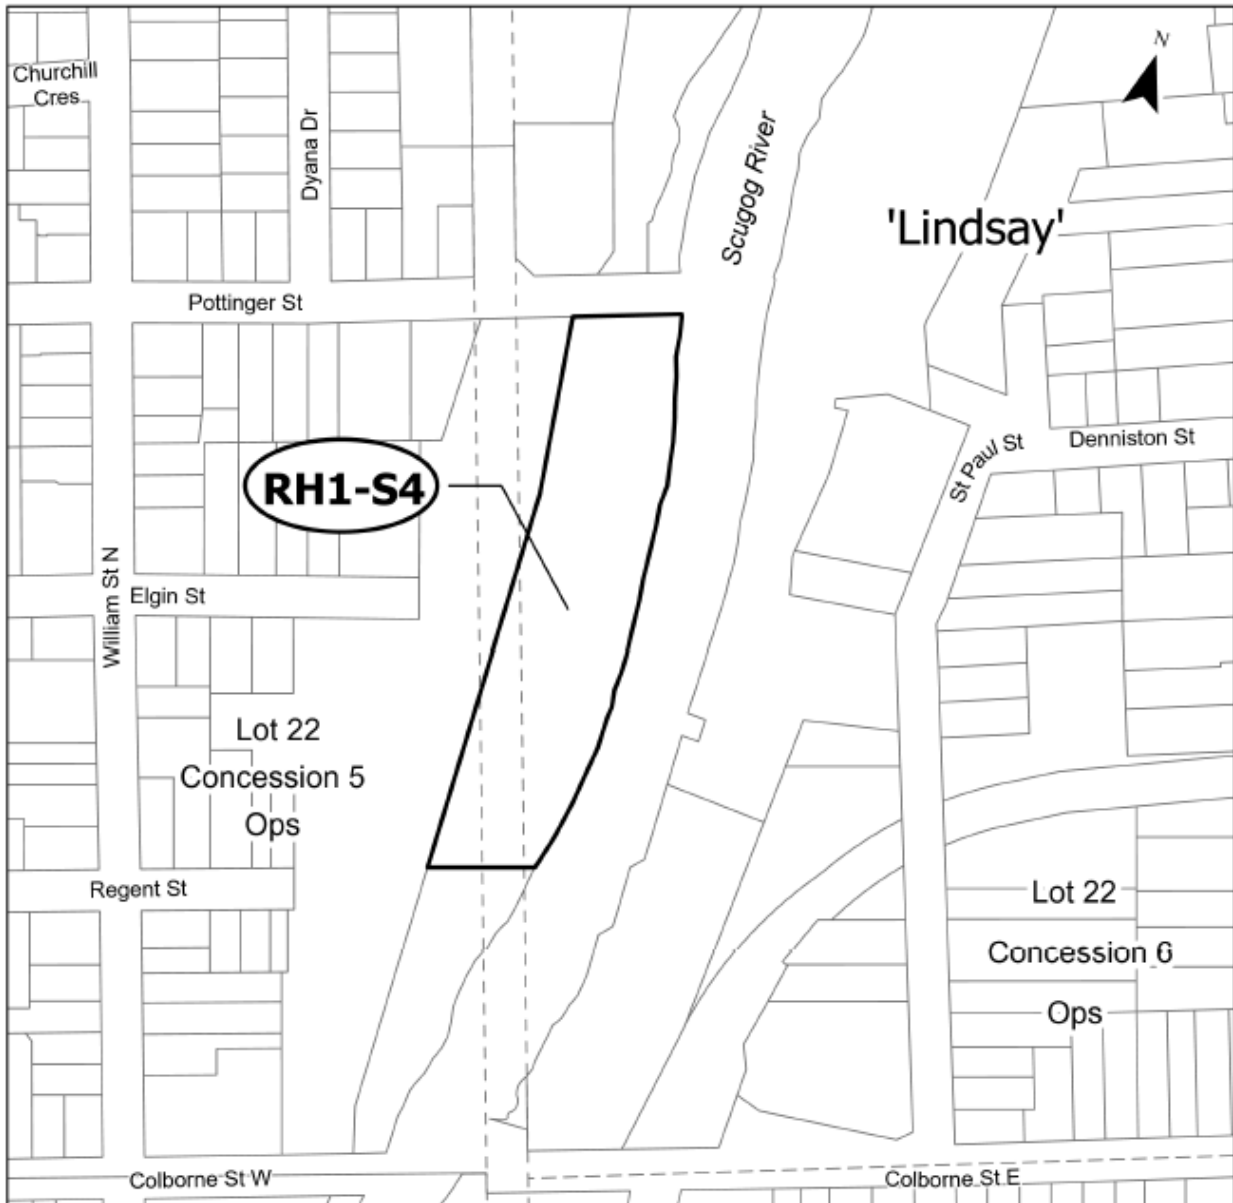 Churchill
Cres
Dyana Dr
Scugog River
N
'Lindsay'
Pottinger St
RH1-S4
St Paul St
Denniston St
William St N
Elgin St
Lot 22
Concession 5
Ops
Regent St
Lot 22
Concession 6
Ops
Colborne St W
Colborne St E